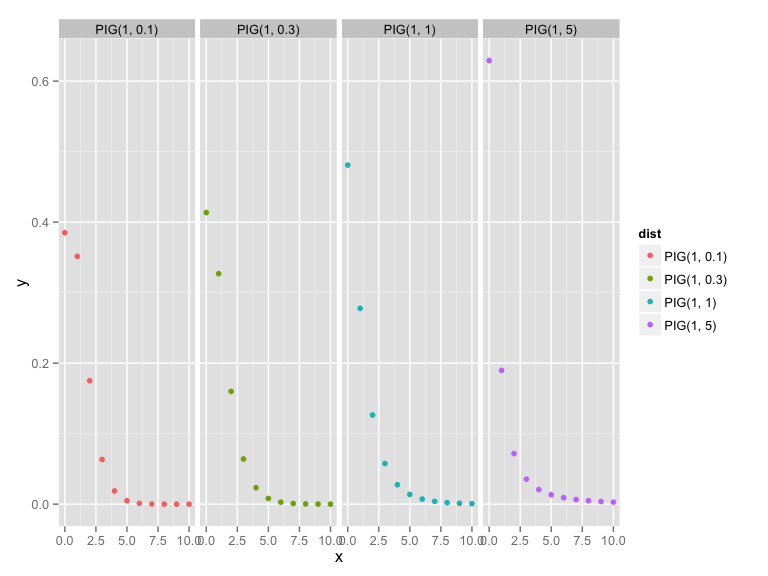 PIG(1, 0.1) PIG(1, 0.3) PIG(1, 1) PIG(1, 5)
0.6
0.4
0.2
0.0
y
0.0 2.5 5.0 7.5 10.0 0.0 2.5 5.0 7.5 10.0 0.0 2.5 5.0 7.5 10.0 0.0 2.5 5.0 7.5 10.0
x
dist
PIG(1, 0.1)
PIG(1, 0.3)
PIG(1, 1)
PIG(1, 5)